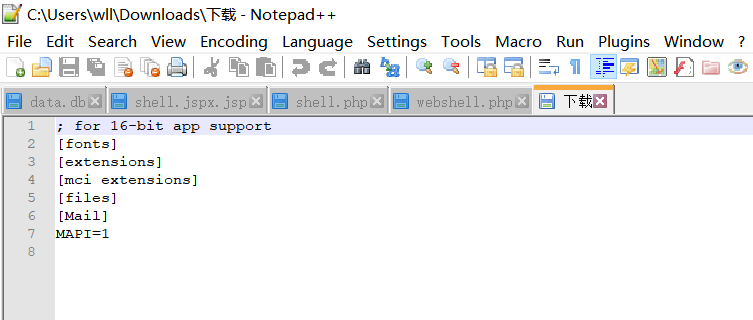 C:\Users\wll\Downloads\下载 - Notepad++
File Edit Search View Encoding Language Settings Tools Macro Run Plugins Window ?
data.db shell.jspx.jsp shell.php webshell.php 下载
1 ; for 16-bit app support
2 [fonts]
3 [extensions]
4 [mci extensions]
5 [files]
6 [Mail]
7 MAPI=1
8